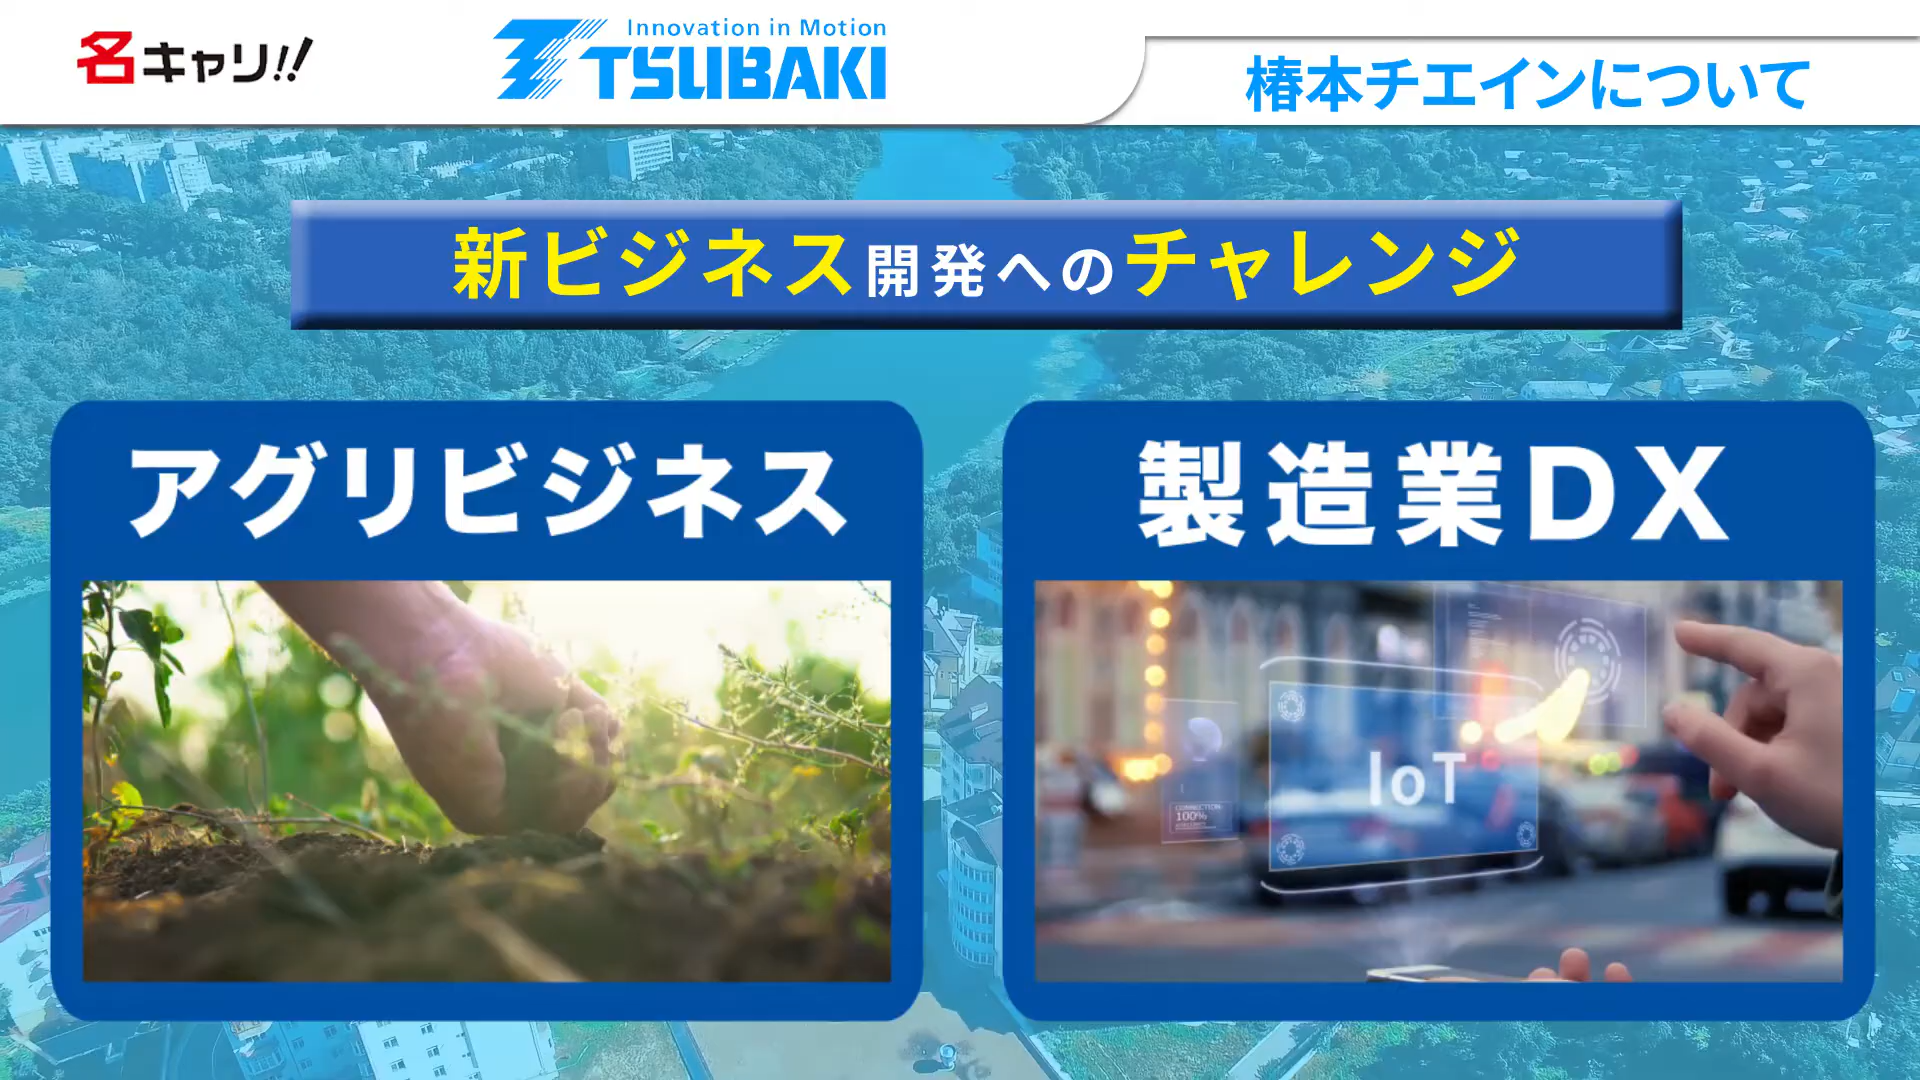 名キャリ!!
Innovation in Motion
TSUBAKI
椿本チエインについて
新ビジネス開発へのチャレンジ
アグリビジネス
製造業DX
IoT
CONNECTION
100%